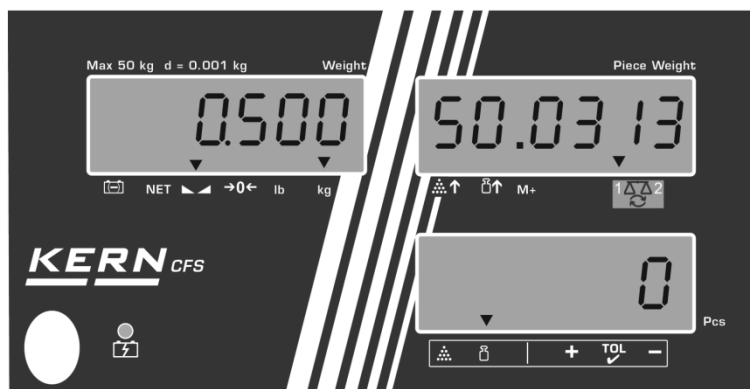 Max 50 kg d = 0.001 kg Weight
0.500
NET →0← lb kg
Piece Weight
50.0313
M+
1 2
KERN CFS
0
Pcs
+ TOL −